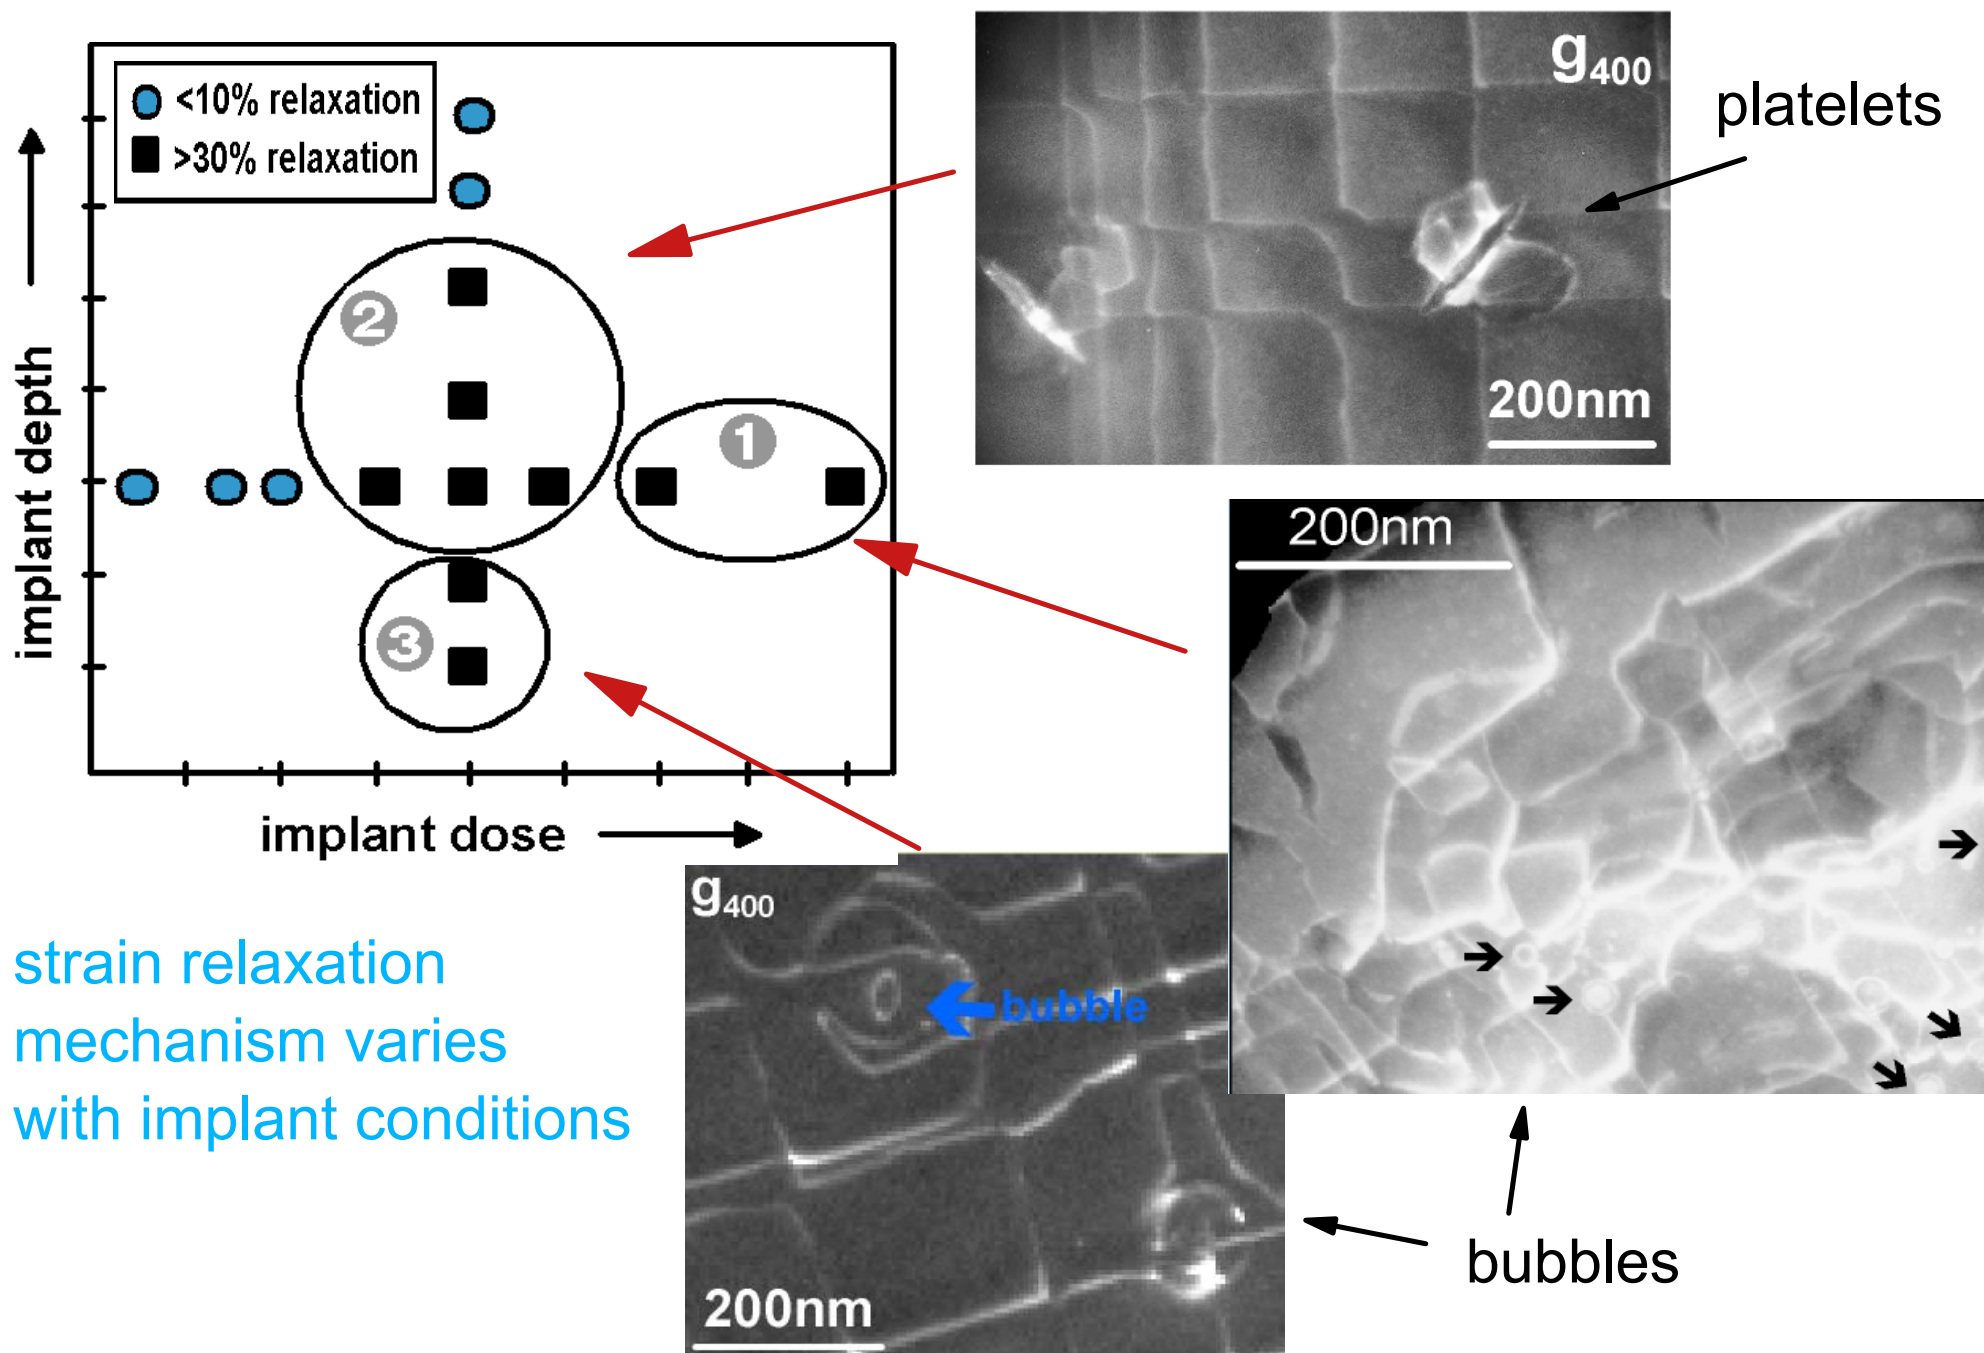 <10% relaxation
>30% relaxation
implant depth
2
1
3
implant dose
g400
platelets
200nm
200nm
g400
bubble
200nm
bubbles
strain relaxation
mechanism varies
with implant conditions